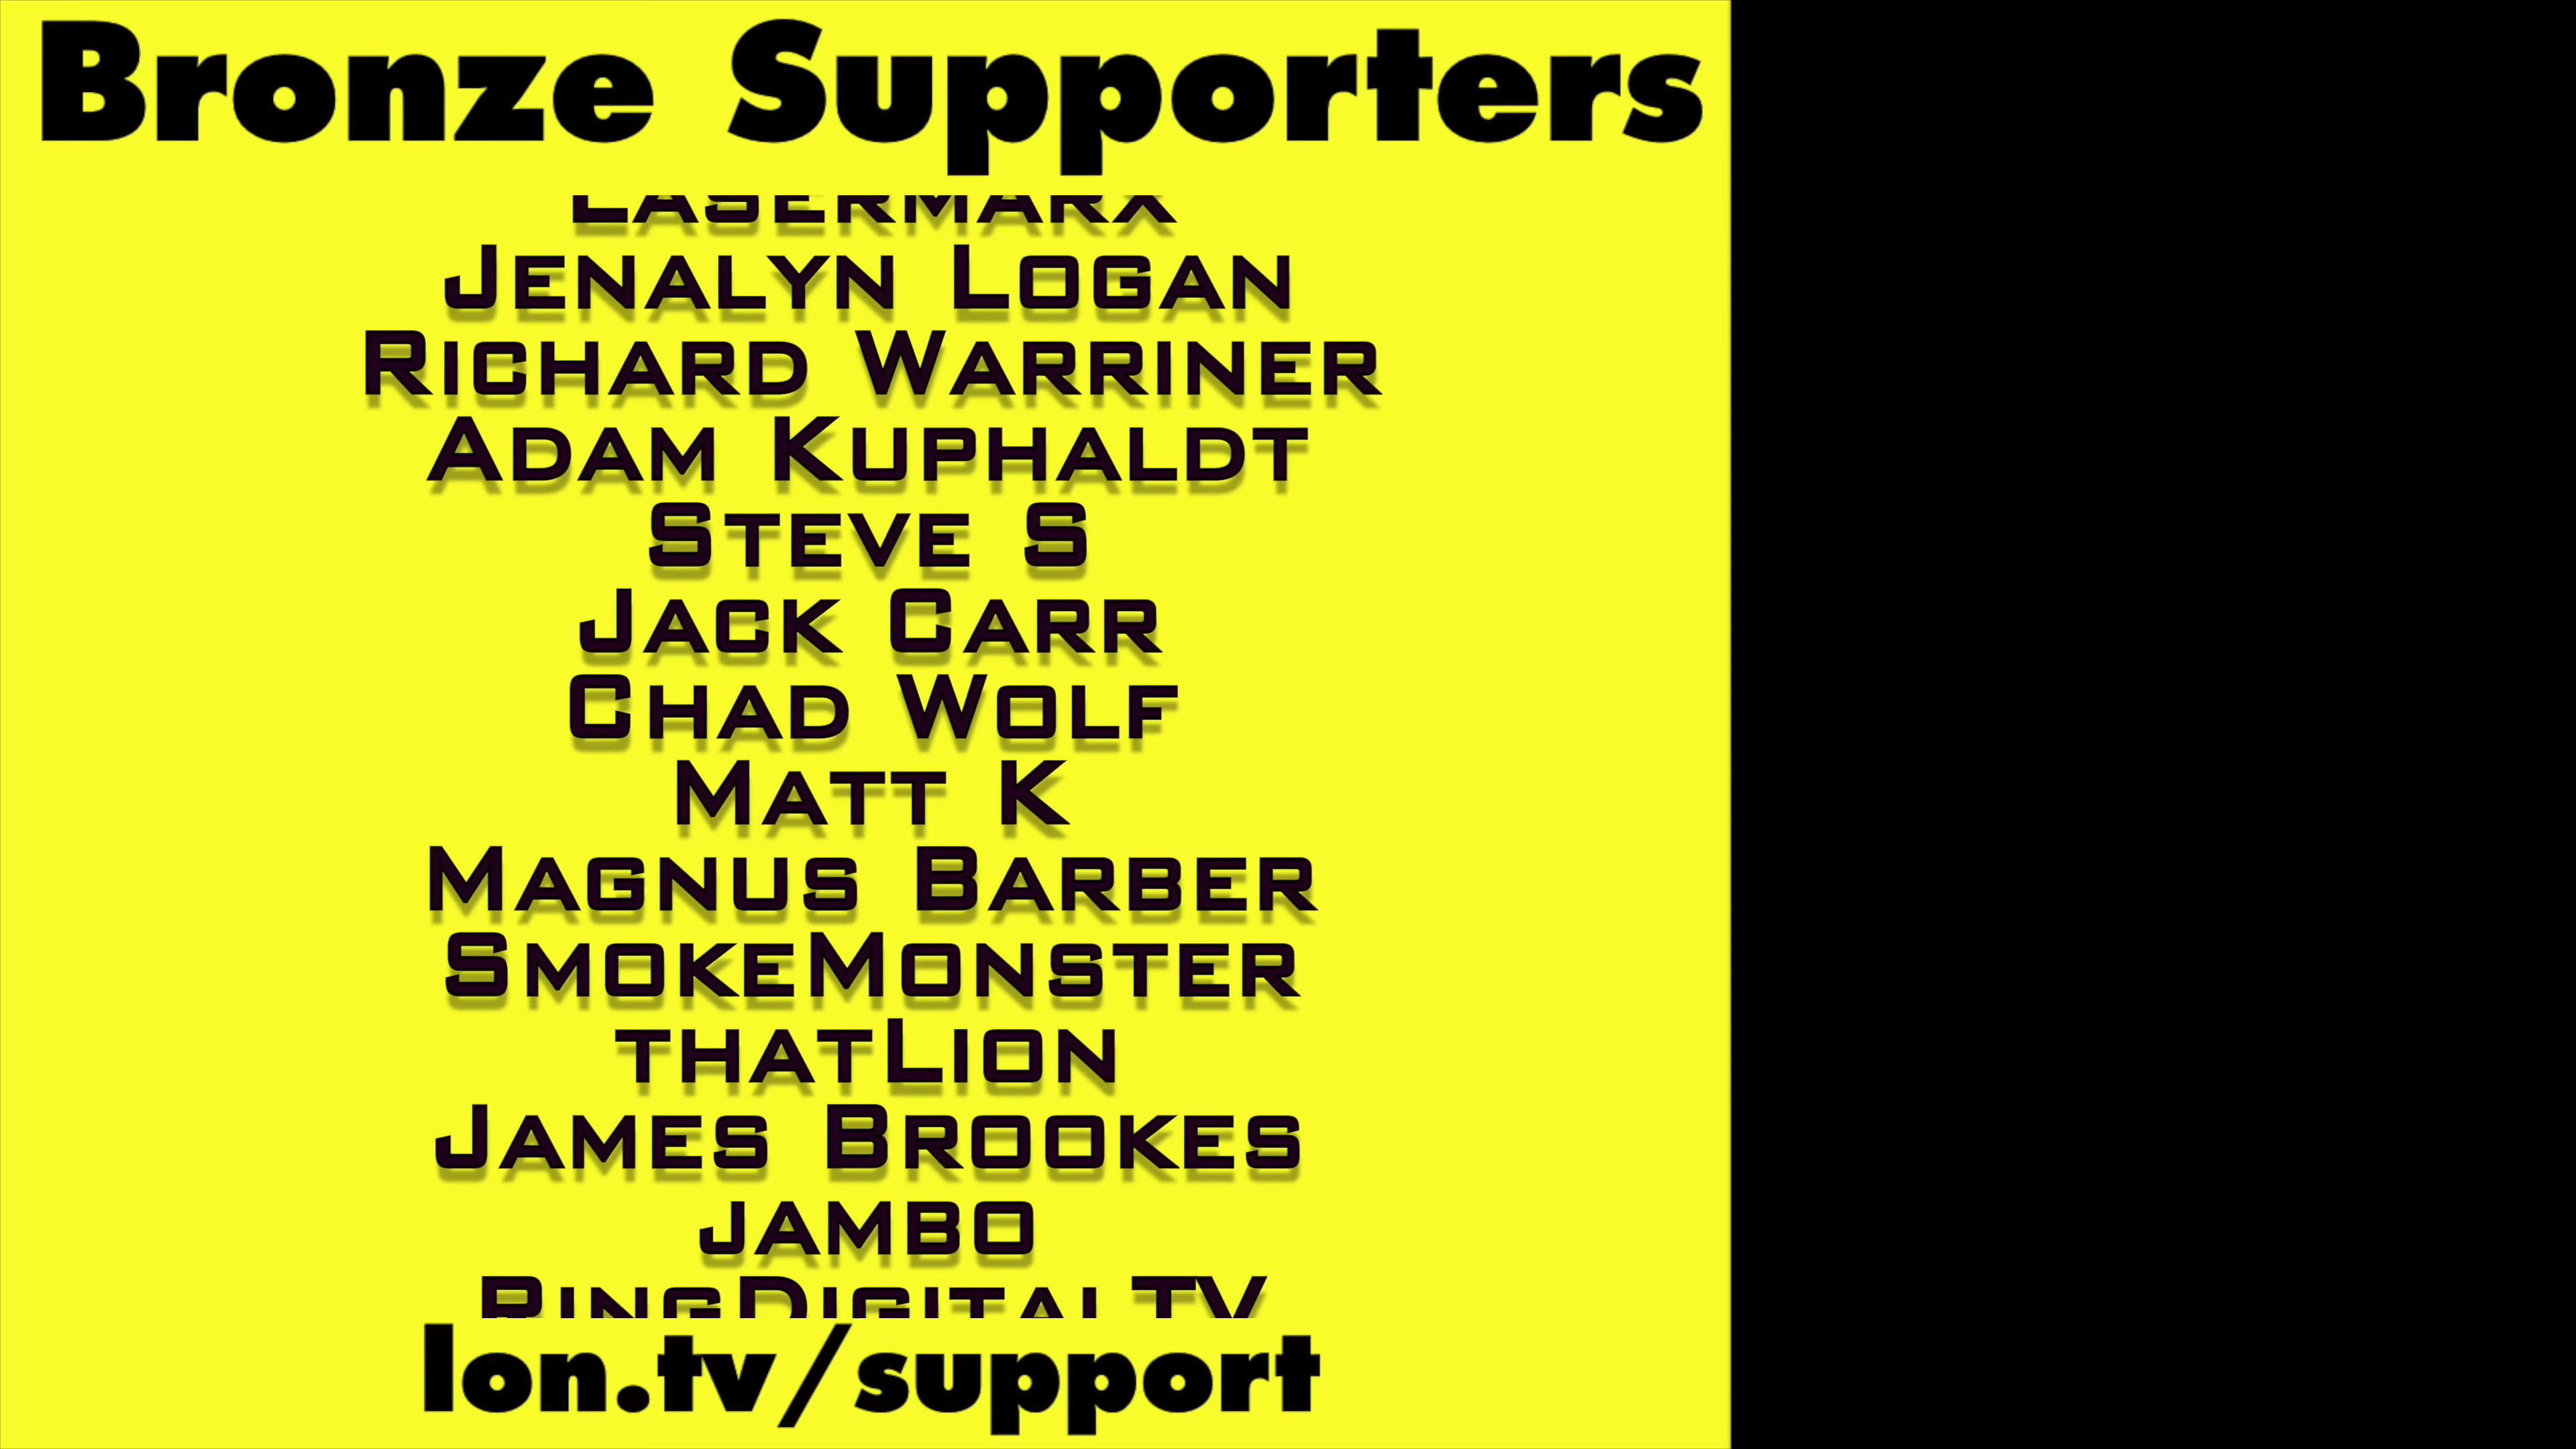 Bronze Supporters
LaserMarx
Jenalyn Logan
Richard Warriner
Adam Kuphaldt
Steve S
Jack Carr
Chad Wolf
Matt K
Magnus Barber
SmokeMonster
thatLion
James Brookes
jambo
lon.tv/support